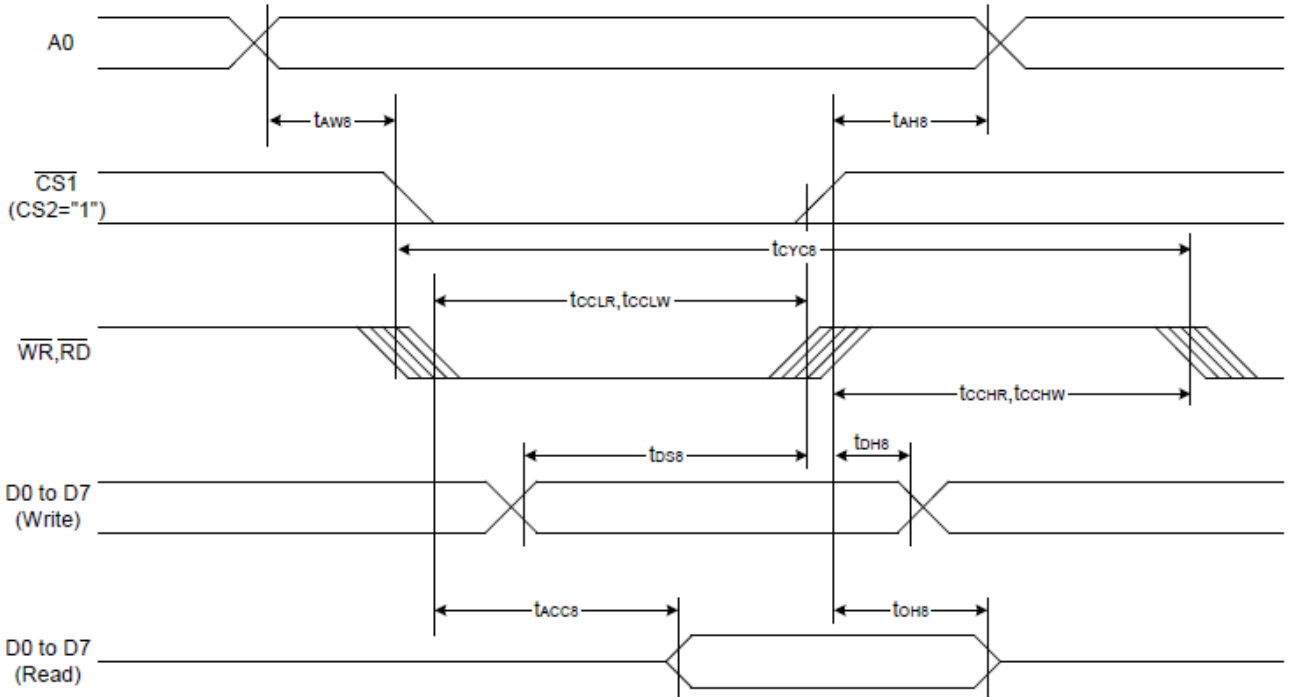 A0
tAW8
tAH8
CS1
(CS2="1")
tCYC8
tCCLR,tCCLW
WR,RD
tCCHR,tCCHW
tDS8
tDH8
D0 to D7
(Write)
tACC8
tOH8
D0 to D7
(Read)